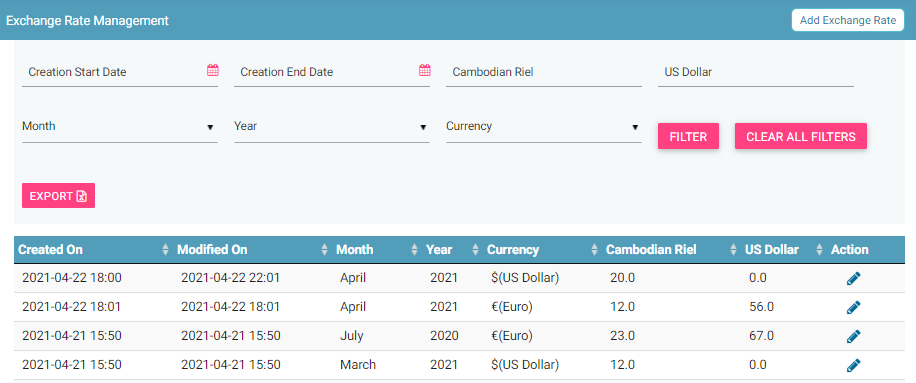 Exchange Rate Management Add Exchange Rate
Creation Start Date Creation End Date Cambodian Riel US Dollar
Month Year Currency FILTER CLEAR ALL FILTERS
EXPORT
Created On Modified On Month Year Currency Cambodian Riel US Dollar Action
2021-04-22 18:00 2021-04-22 22:01 April 2021 $(US Dollar) 20.0 0.0
2021-04-22 18:01 2021-04-22 18:01 April 2021 €(Euro) 12.0 56.0
2021-04-21 15:50 2021-04-21 15:50 July 2020 €(Euro) 23.0 67.0
2021-04-21 15:50 2021-04-21 15:50 March 2021 $(US Dollar) 12.0 0.0